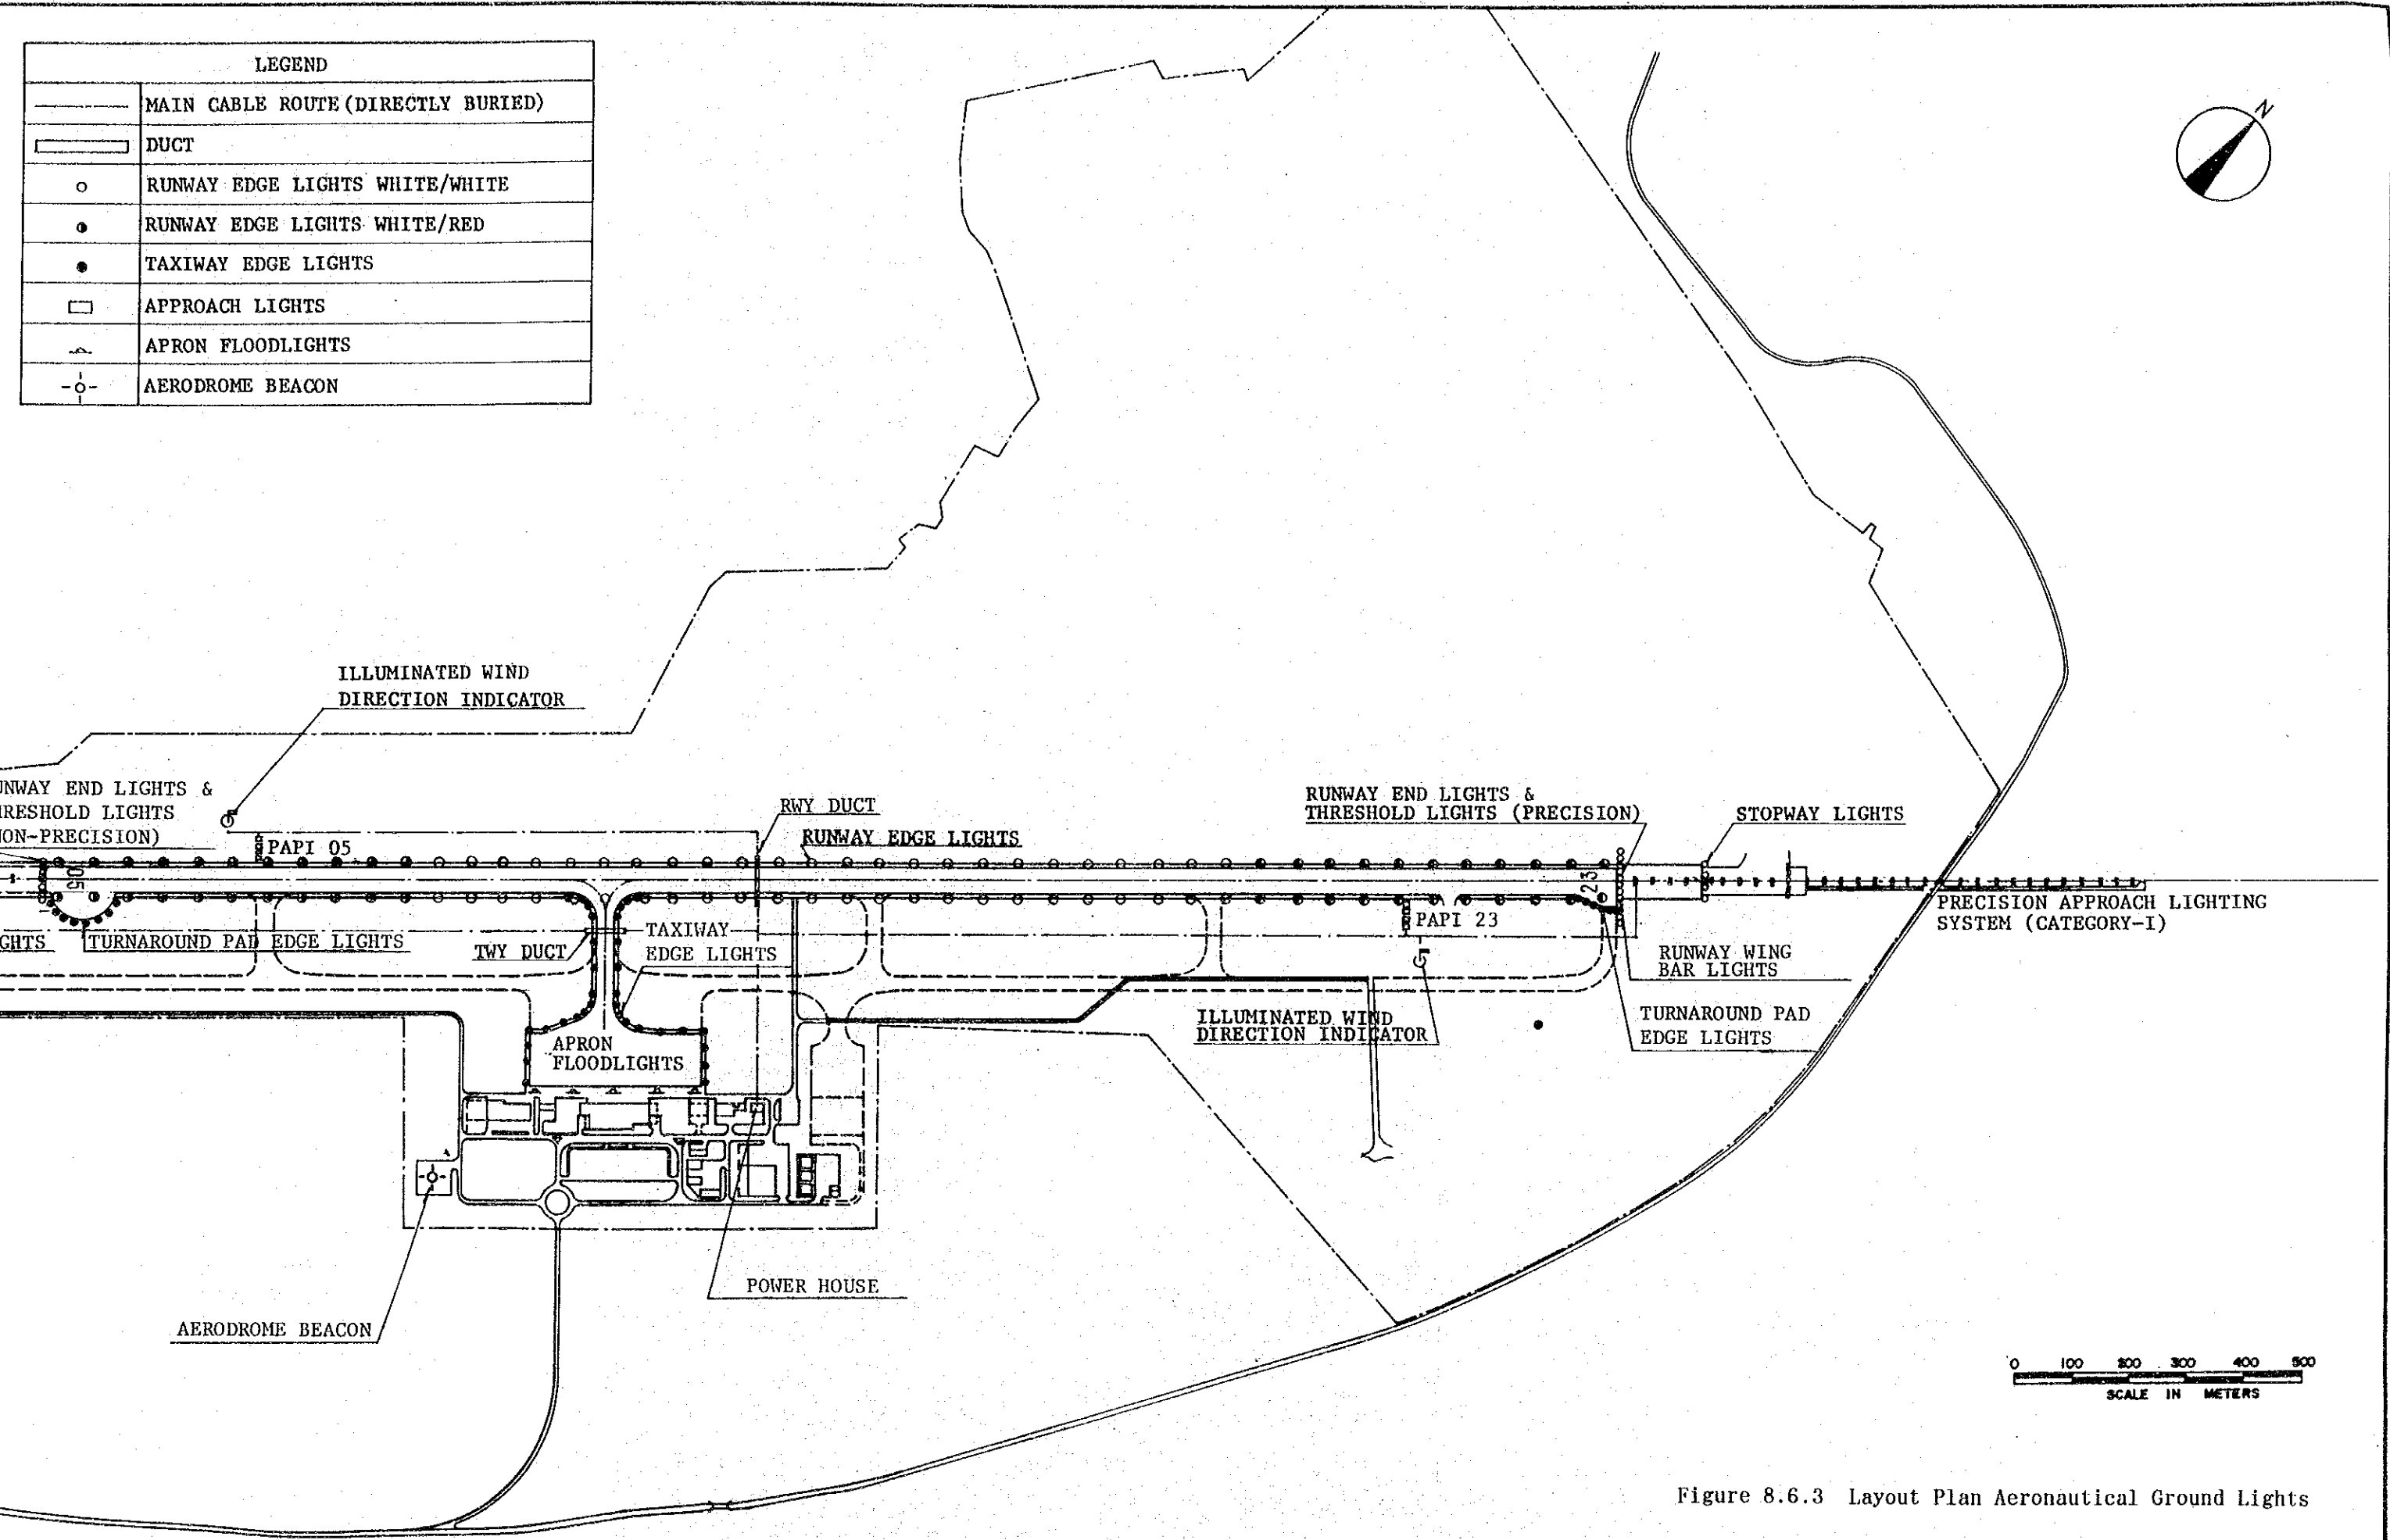 LEGEND
MAIN CABLE ROUTE (DIRECTLY BURIED)
DUCT
RUNWAY EDGE LIGHTS WHITE/WHITE
RUNWAY EDGE LIGHTS WHITE/RED
TAXIWAY EDGE LIGHTS
APPROACH LIGHTS
APRON FLOODLIGHTS
AERODROME BEACON
N
ILLUMINATED WIND
DIRECTION INDICATOR
UNWAY END LIGHTS &
HRESHOLD LIGHTS
NON-PRECISION)
PAPI 05
RWY DUCT
RUNWAY EDGE LIGHTS
RUNWAY END LIGHTS &
THRESHOLD LIGHTS (PRECISION)
STOPWAY LIGHTS
05
23
GHTS
TURNAROUND PAD EDGE LIGHTS
TWY DUCT
TAXIWAY
EDGE LIGHTS
PAPI 23
PRECISION APPROACH LIGHTING
SYSTEM (CATEGORY-I)
RUNWAY WING
BAR LIGHTS
ILLUMINATED WIND
DIRECTION INDICATOR
TURNAROUND PAD
EDGE LIGHTS
APRON
FLOODLIGHTS
POWER HOUSE
AERODROME BEACON
0 100 200 300 400 500
SCALE IN METERS
Figure 8.6.3 Layout Plan Aeronautical Ground Lights